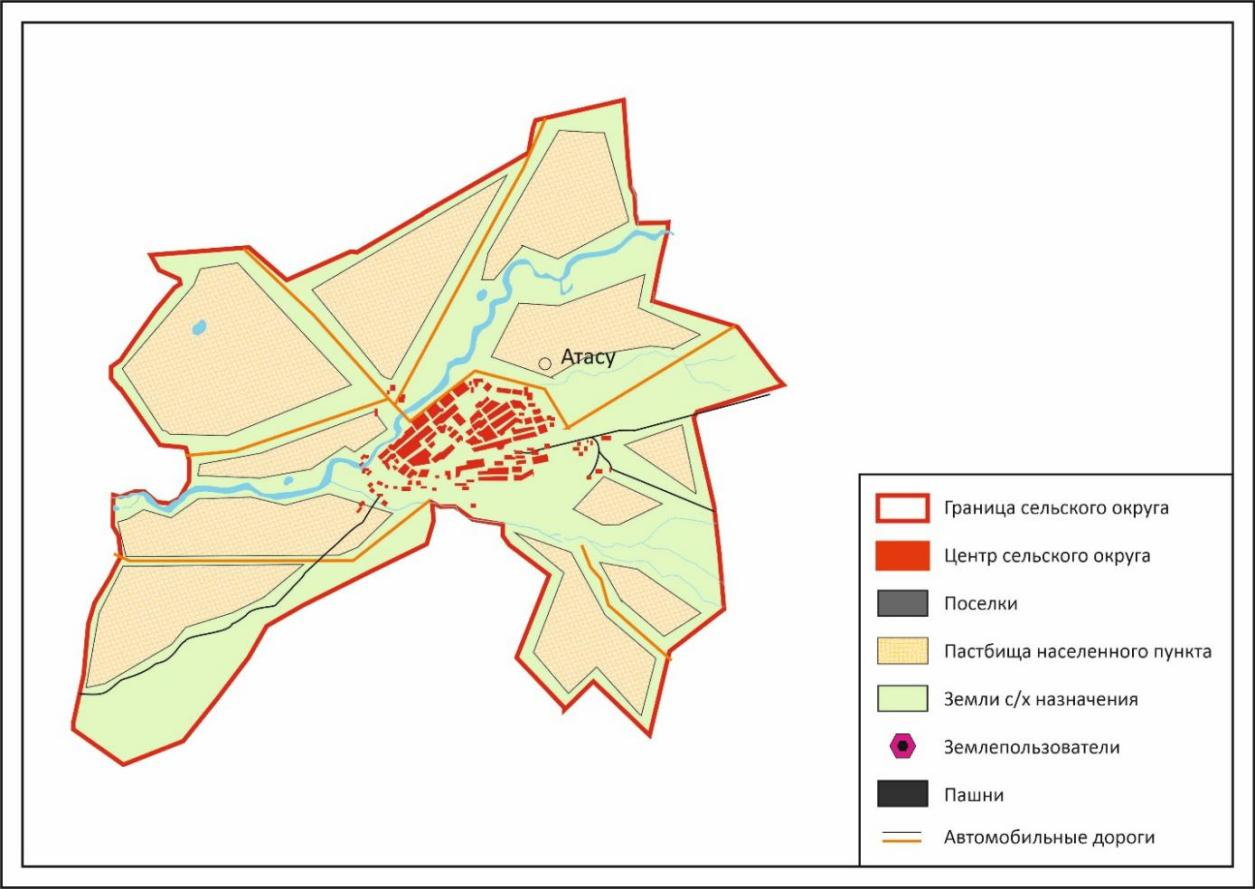 Атасу
Граница сельского округа
Центр сельского округа
Поселки
Пастбища населенного пункта
Земли с/х назначения
Землепользователи
Пашни
Автомобильные дороги